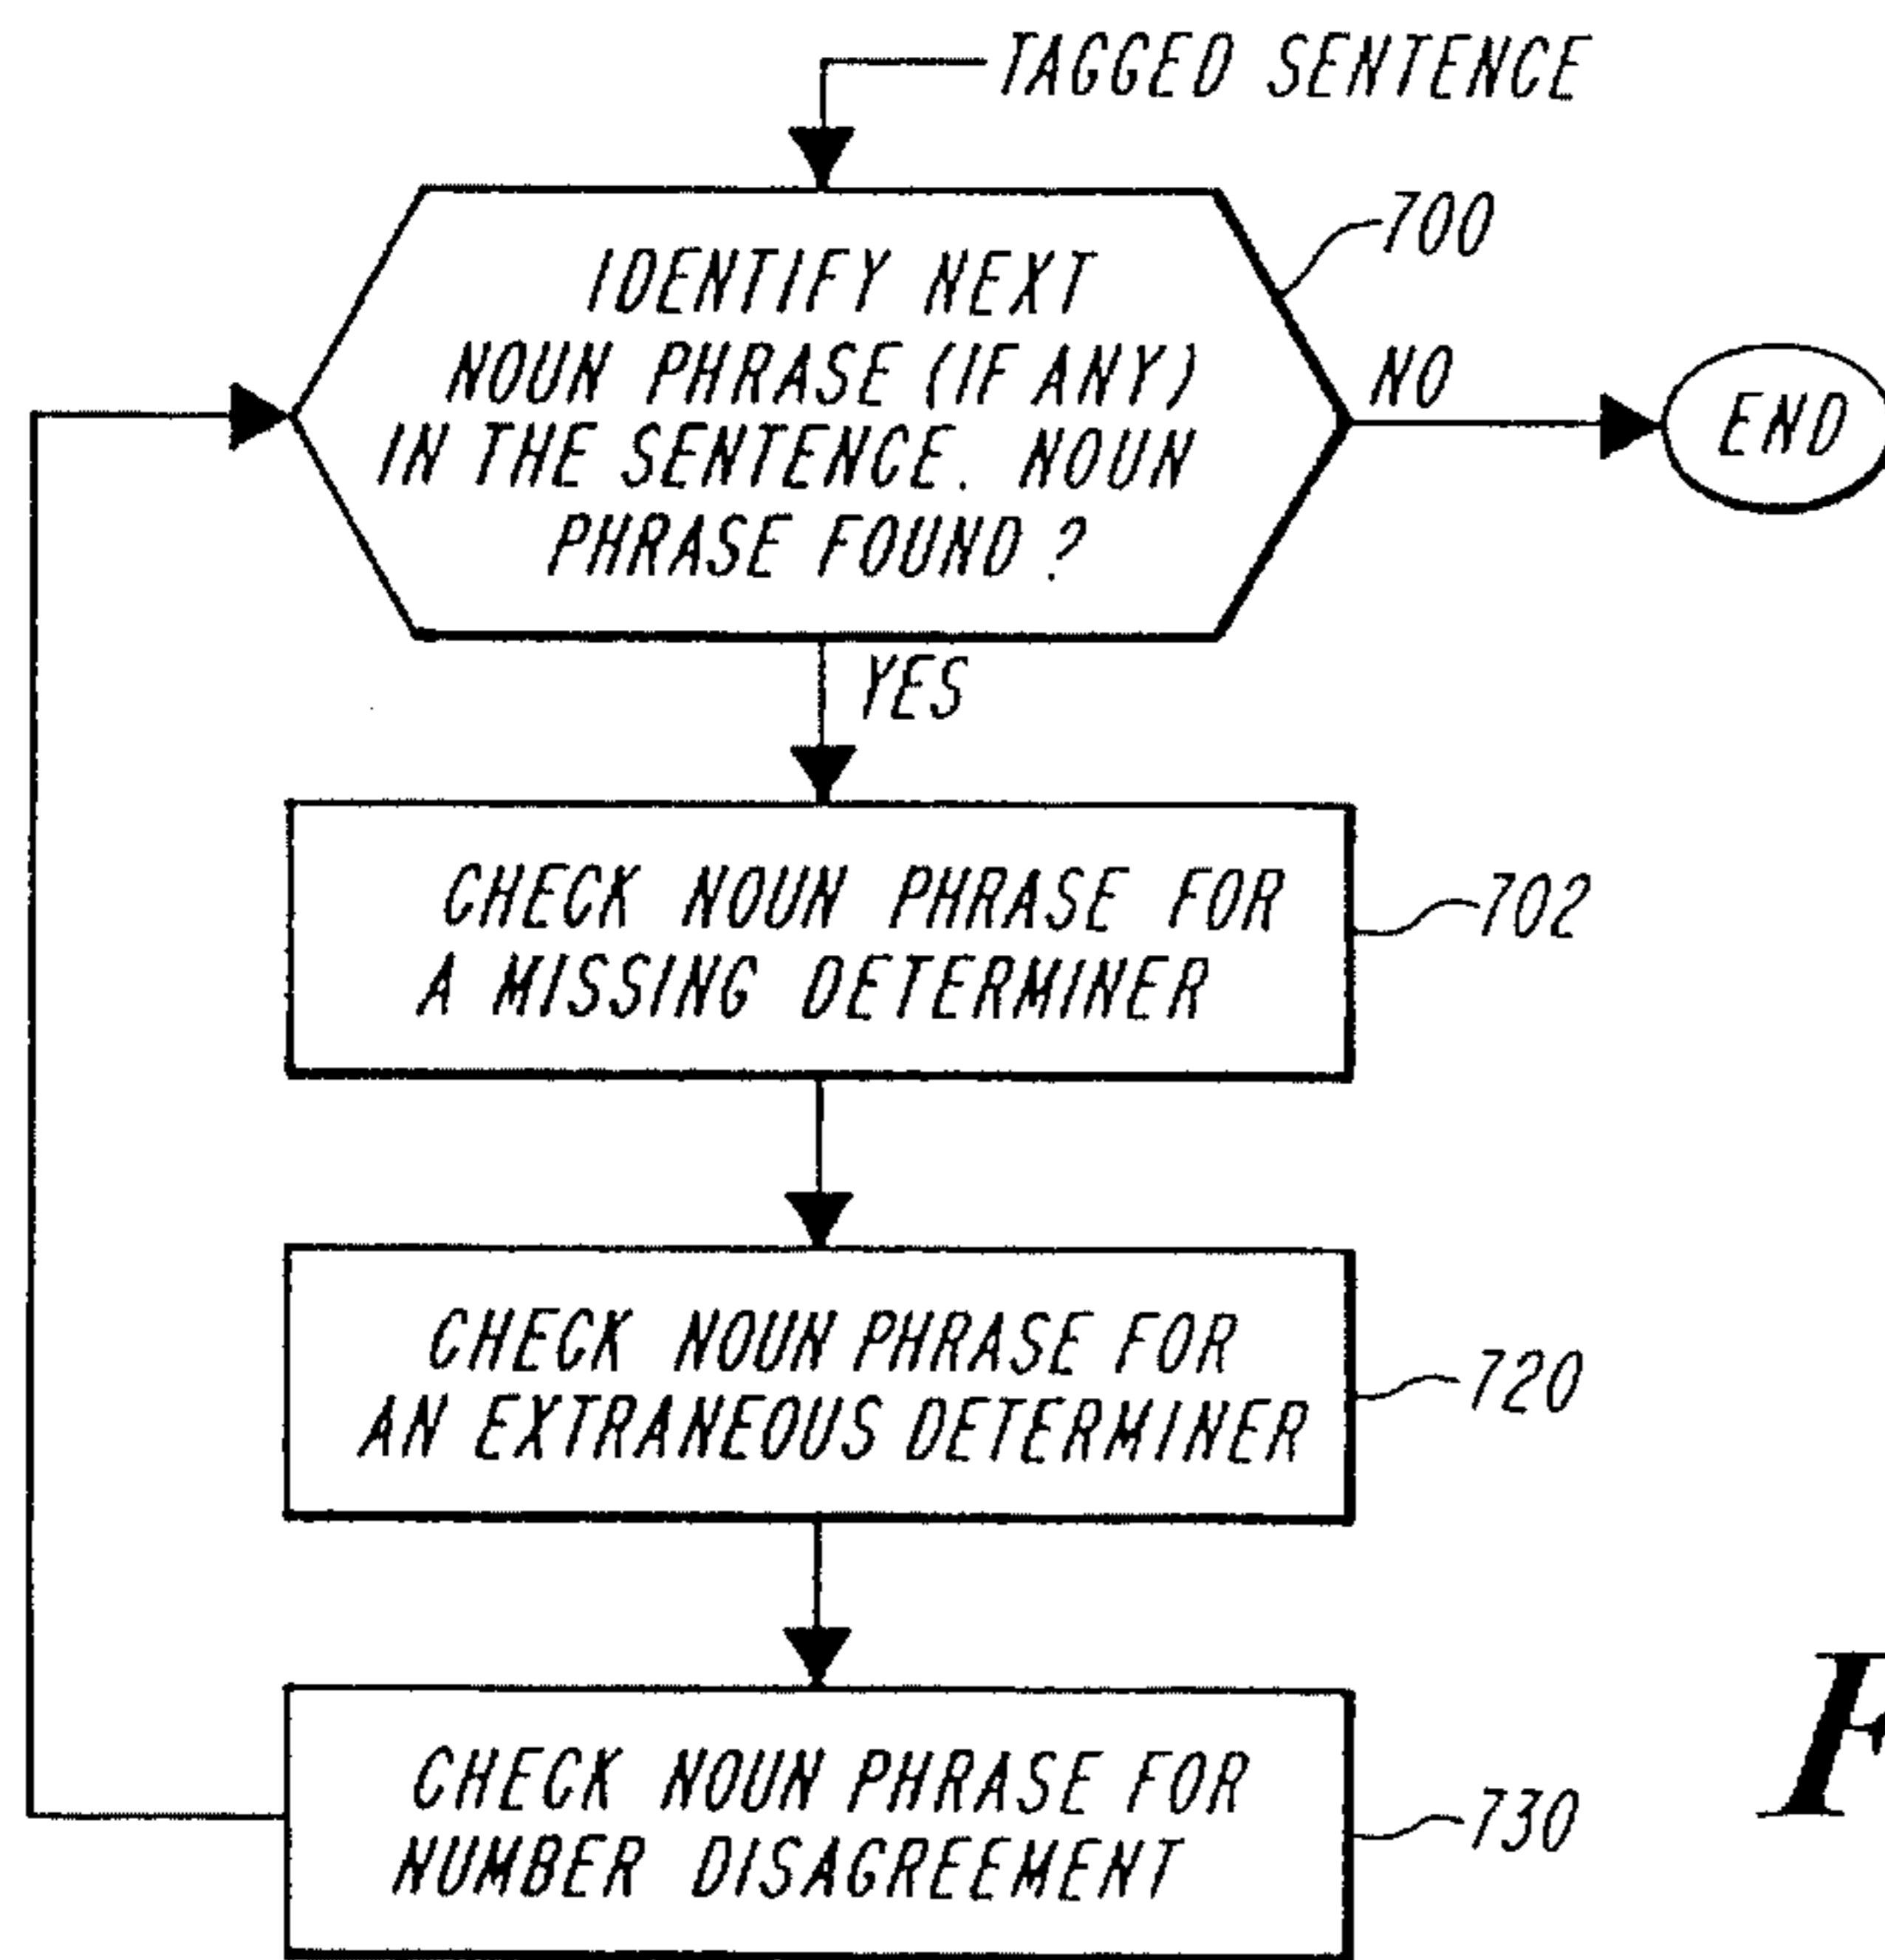 TAGGED SENTENCE
700
IDENTIFY NEXT
NOUN PHRASE (IF ANY)
IN THE SENTENCE. NOUN
PHRASE FOUND?
NO
END
YES
CHECK NOUN PHRASE FOR
A MISSING DETERMINER
702
CHECK NOUN PHRASE FOR
AN EXTRANEOUS DETERMINER
720
CHECK NOUN PHRASE FOR
NUMBER DISAGREEMENT
730